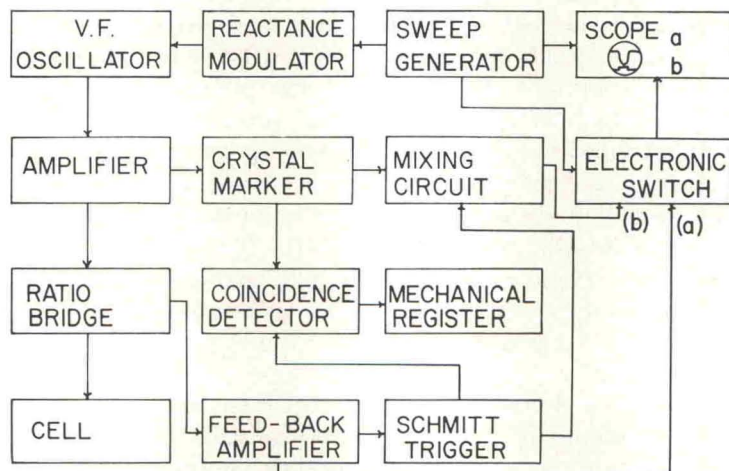 V.F.
OSCILLATOR
REACTANCE
MODULATOR
SWEEP
GENERATOR
SCOPE a
b
AMPLIFIER
CRYSTAL
MARKER
MIXING
CIRCUIT
ELECTRONIC
SWITCH
(b) (a)
RATIO
BRIDGE
COINCIDENCE
DETECTOR
MECHANICAL
REGISTER
CELL
FEED-BACK
AMPLIFIER
SCHMITT
TRIGGER